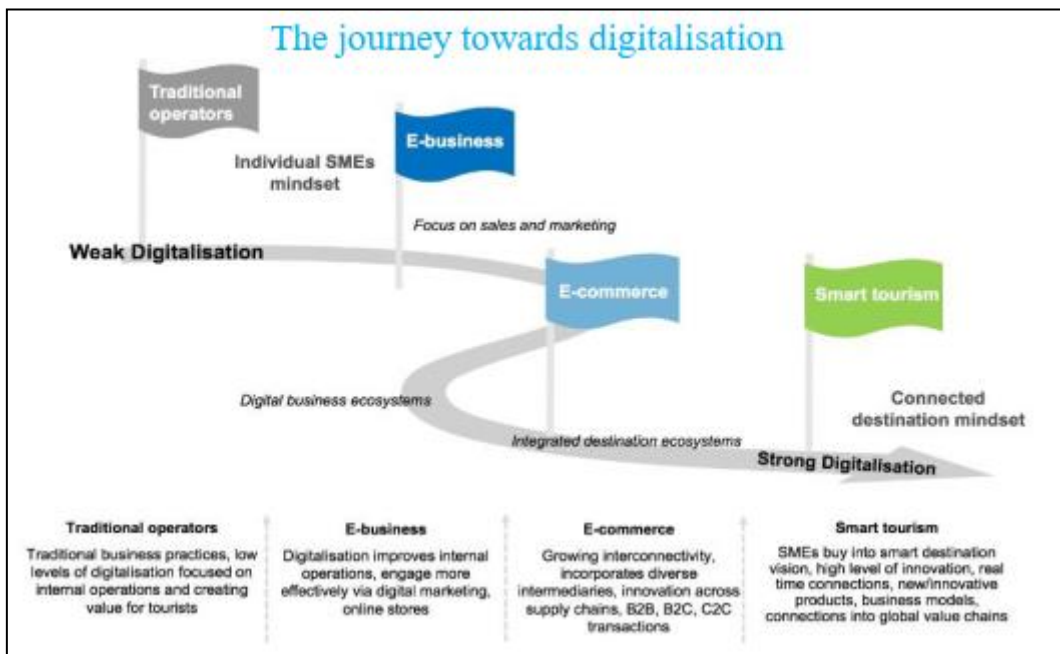 The journey towards digitalisation
Traditional
operators
E-business
Individual SMEs
mindset
Focus on sales and marketing
Weak Digitalisation
E-commerce
Smart tourism
Digital business ecosystems
Connected
destination mindset
Integrated destination ecosystems
Strong Digitalisation
Traditional operators
Traditional business practices, low
levels of digitalisation focused on
internal operations and creating
value for tourists
E-business
Digitalisation improves internal
operations, engage more
effectively via digital marketing,
online stores
E-commerce
Growing interconnectivity,
incorporates diverse
intermediaries, innovation across
supply chains, B2B, B2C, C2C
transactions
Smart tourism
SMEs buy into smart destination
vision, high level of innovation, real
time connections, new/innovative
products, business models,
connections into global value chains